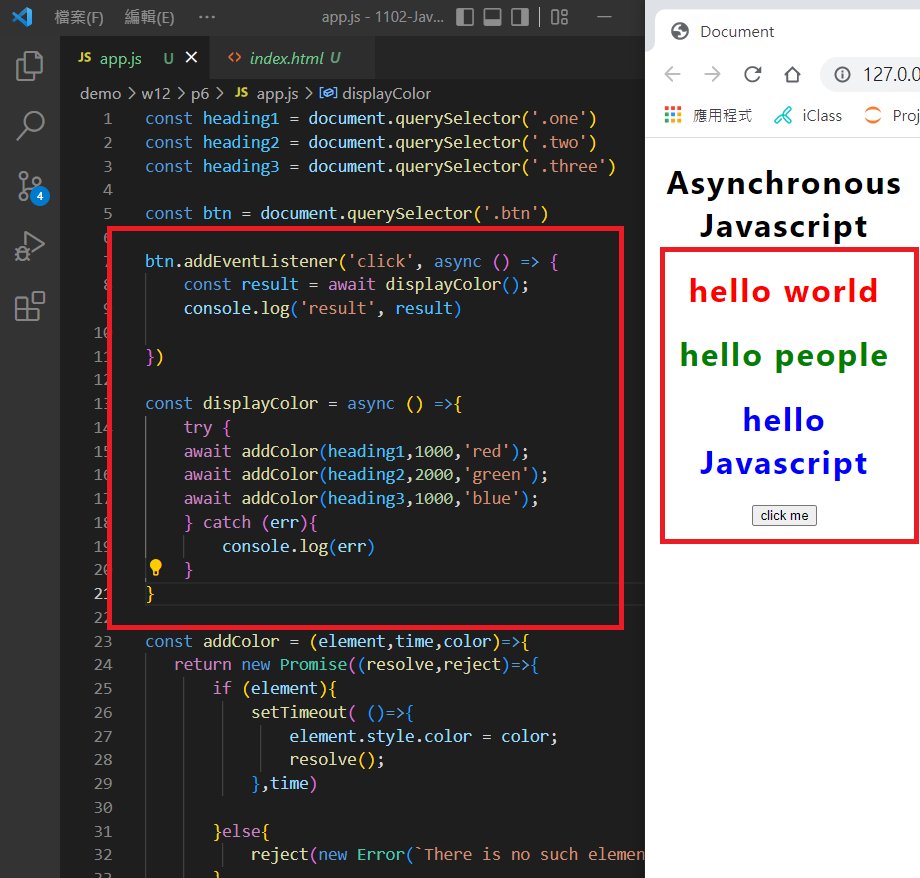 檔案(F) 編輯(E) ··· app.js - 1102-Jav...
JS app.js U × <> index.html U
demo > w12 > p6 > JS app.js > displayColor
4
1 const heading1 = document.querySelector('.one')
2 const heading2 = document.querySelector('.two')
3 const heading3 = document.querySelector('.three')
4
5 const btn = document.querySelector('.btn')
6
7 btn.addEventListener('click', async () => {
8 const result = await displayColor();
9 console.log('result', result)
10
11 })
12
13 const displayColor = async () =>{
14 try {
15 await addColor(heading1,1000,'red');
16 await addColor(heading2,2000,'green');
17 await addColor(heading3,1000,'blue');
18 } catch (err){
19 console.log(err)
20 }
21 }
22
23 const addColor = (element,time,color)=>{
24 return new Promise((resolve,reject)=>{
25 if (element){
26 setTimeout( ()=>{
27 element.style.color = color;
28 resolve();
29 },time)
30
31 }else{
32 reject(new Error(`There is no such elemen
Document
127.0.0
應用程式 iClass Proj
Asynchronous
Javascript
hello world
hello people
hello
Javascript
click me